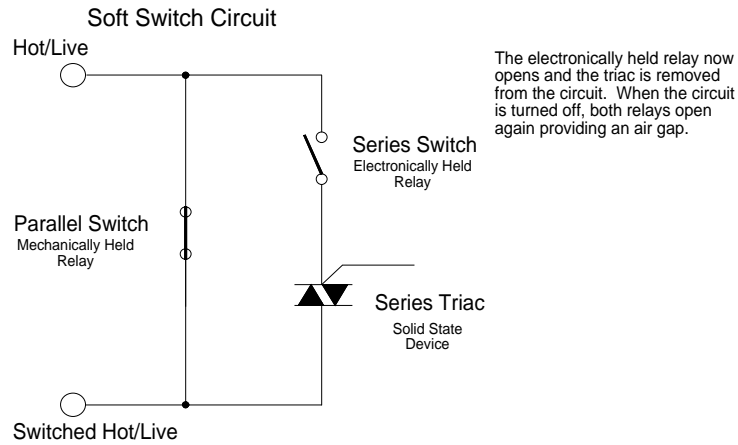 Soft Switch Circuit
Hot/Live
The electronically held relay now
opens and the triac is removed
from the circuit. When the circuit
is turned off, both relays open
again providing an air gap.
Series Switch
Electronically Held
Relay
Parallel Switch
Mechanically Held
Relay
Series Triac
Solid State
Device
Switched Hot/Live